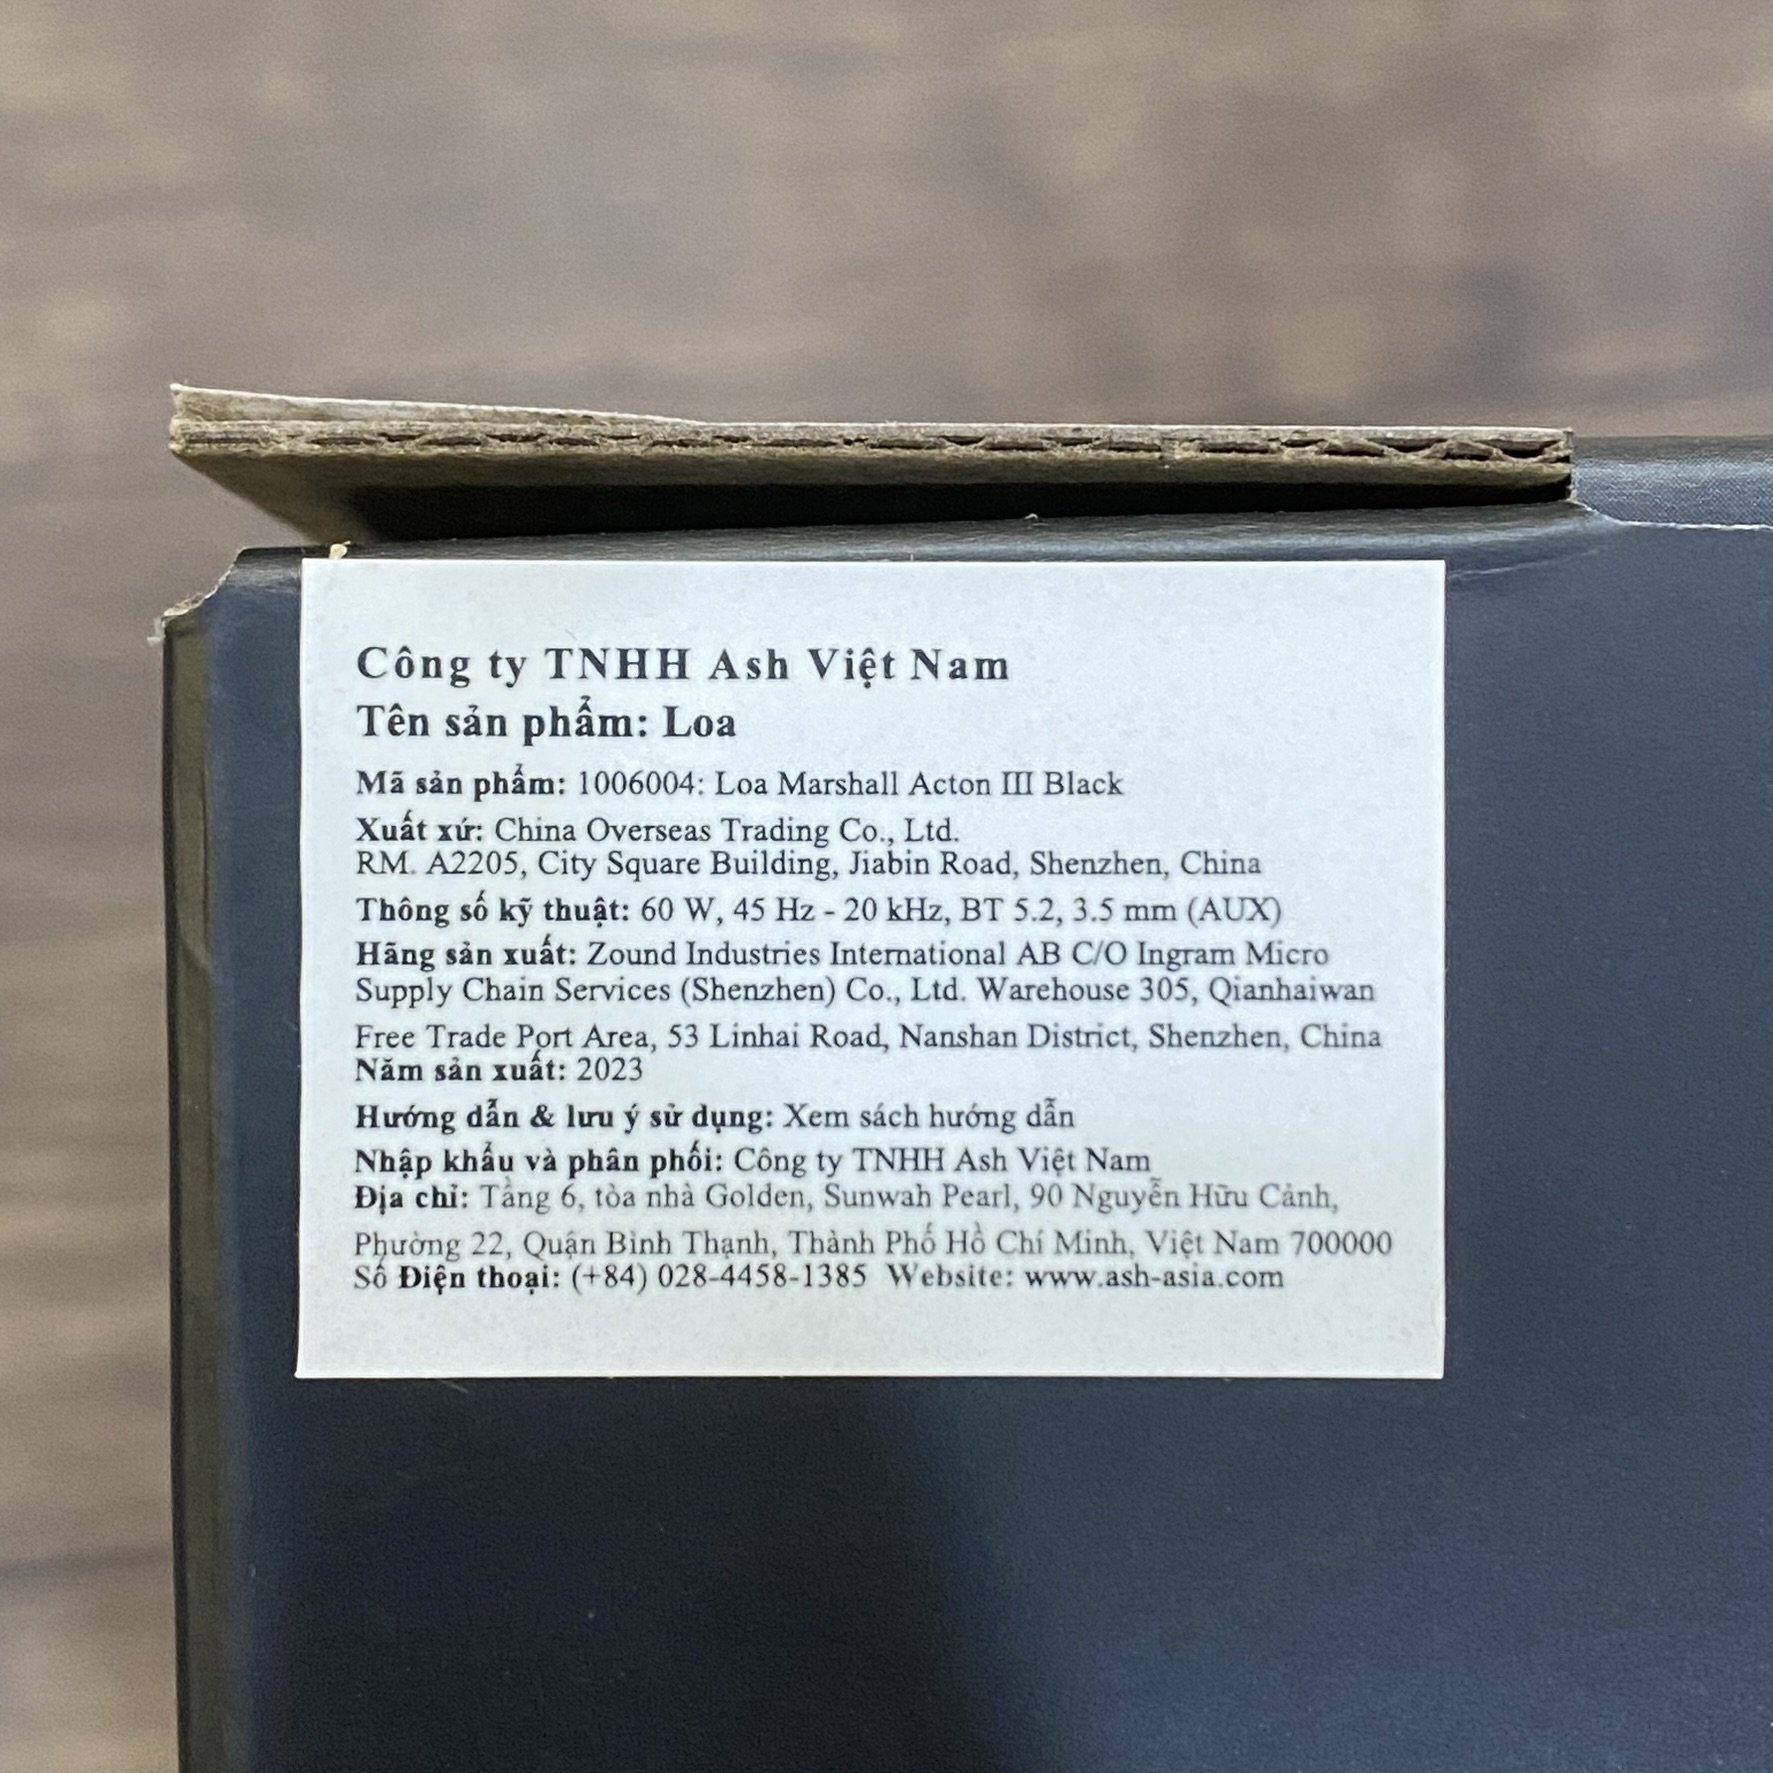 Công ty TNHH Ash Việt Nam
Tên sản phẩm: Loa
Mã sản phẩm: 1006004: Loa Marshall Acton III Black
Xuất xứ: China Overseas Trading Co., Ltd.
RM. A2205, City Square Building, Jiabin Road, Shenzhen, China
Thông số kỹ thuật: 60 W, 45 Hz - 20 kHz, BT 5.2, 3.5 mm (AUX)
Hãng sản xuất: Zound Industries International AB C/O Ingram Micro
Supply Chain Services (Shenzhen) Co., Ltd. Warehouse 305, Qianhaiwan
Free Trade Port Area, 53 Linhai Road, Nanshan District, Shenzhen, China
Năm sản xuất: 2023
Hướng dẫn & lưu ý sử dụng: Xem sách hướng dẫn
Nhập khẩu và phân phối: Công ty TNHH Ash Việt Nam
Địa chỉ: Tầng 6, tòa nhà Golden, Sunwah Pearl, 90 Nguyễn Hữu Cảnh,
Phường 22, Quận Bình Thạnh, Thành Phố Hồ Chí Minh, Việt Nam 700000
Số Điện thoại: (+84) 028-4458-1385 Website: www.ash-asia.com